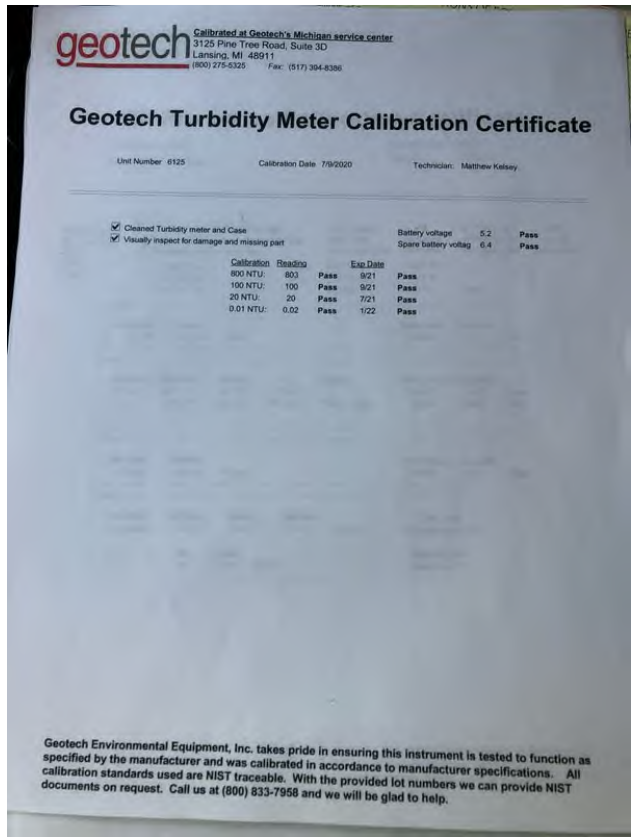 geotech
Calibrated at Geotech's Michigan service center
3125 Pine Tree Road, Suite 3D
Lansing, MI 48911
(800) 275-5325 Fax: (517) 394-8386
Geotech Turbidity Meter Calibration Certificate
Unit Number 6125 Calibration Date 7/9/2020 Technician: Matthew Kelsey
Cleaned Turbidity meter and Case Battery voltage 5.2 Pass
Visually inspect for damage and missing part Spare battery voltag 6.4 Pass
Calibration Reading Exp Date
800 NTU: 803 Pass 9/21 Pass
100 NTU: 100 Pass 9/21 Pass
20 NTU: 20 Pass 7/21 Pass
0.01 NTU: 0.02 Pass 1/22 Pass
Geotech Environmental Equipment, Inc. takes pride in ensuring this instrument is tested to function as
specified by the manufacturer and was calibrated in accordance to manufacturer specifications. All
calibration standards used are NIST traceable. With the provided lot numbers we can provide NIST
documents on request. Call us at (800) 833-7958 and we will be glad to help.